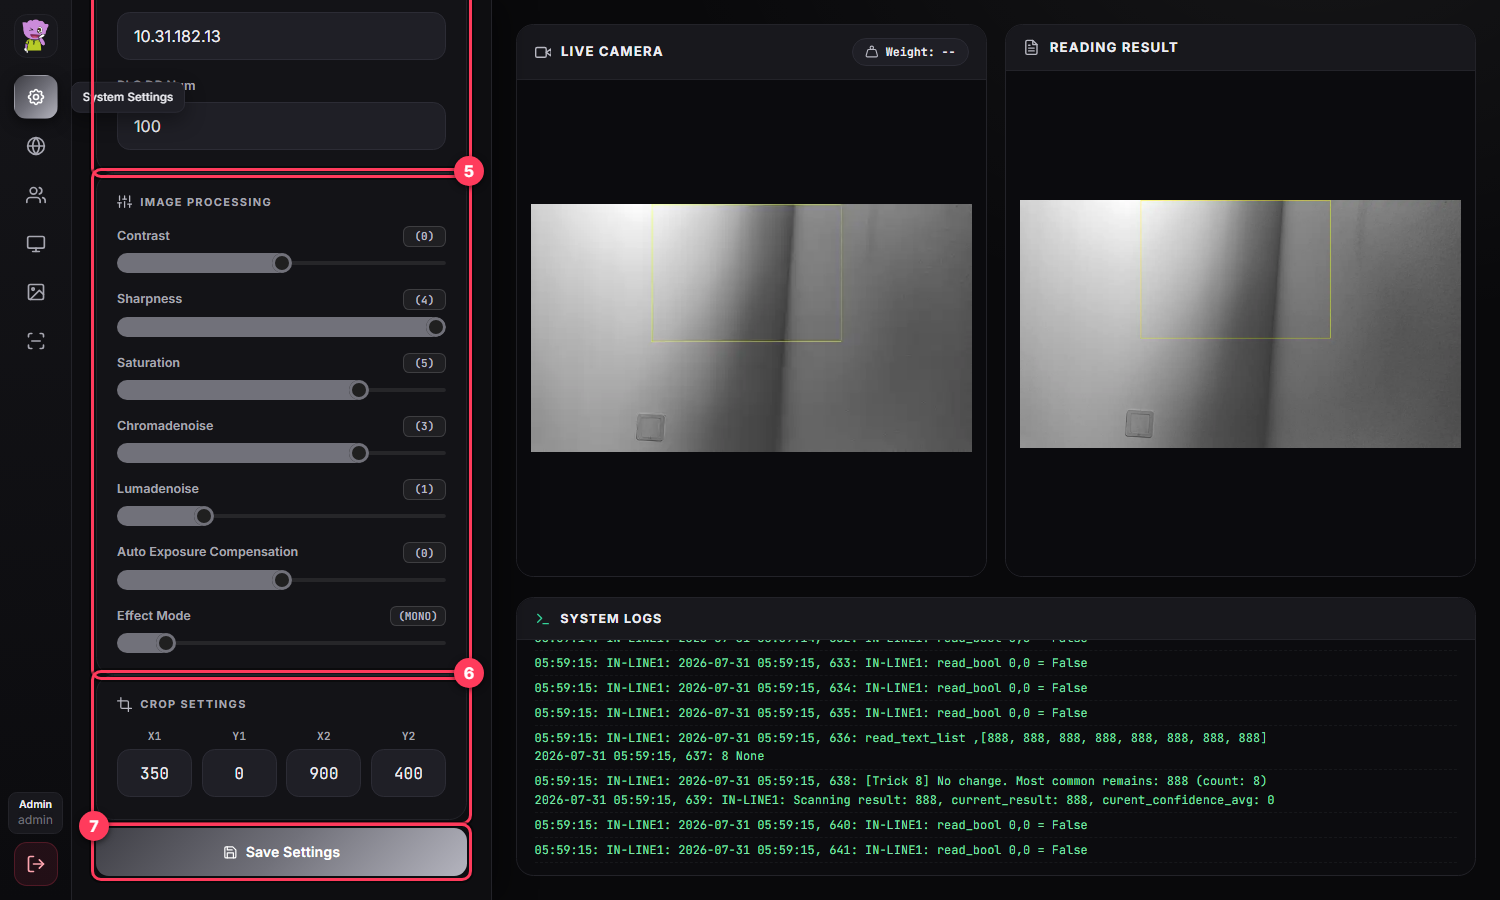 10.31.182.13
System Settings
100
5
IMAGE PROCESSING
Contrast
(0)
Sharpness
(4)
Saturation
(5)
Chromadenoise
(3)
Lumadenoise
(1)
Auto Exposure Compensation
(0)
Effect Mode
(MONO)
6
CROP SETTINGS
X1 Y1 X2 Y2
350 0 900 400
7
Save Settings
Admin
admin
LIVE CAMERA
Weight: --
READING RESULT
SYSTEM LOGS
05:59:15: IN-LINE1: 2026-07-31 05:59:15, 633: IN-LINE1: read_bool 0,0 = False
05:59:15: IN-LINE1: 2026-07-31 05:59:15, 634: IN-LINE1: read_bool 0,0 = False
05:59:15: IN-LINE1: 2026-07-31 05:59:15, 635: IN-LINE1: read_bool 0,0 = False
05:59:15: IN-LINE1: 2026-07-31 05:59:15, 636: read_text_list ,[888, 888, 888, 888, 888, 888, 888, 888]
2026-07-31 05:59:15, 637: 8 None
05:59:15: IN-LINE1: 2026-07-31 05:59:15, 638: [Trick 8] No change. Most common remains: 888 (count: 8)
2026-07-31 05:59:15, 639: IN-LINE1: Scanning result: 888, current_result: 888, curent_confidence_avg: 0
05:59:15: IN-LINE1: 2026-07-31 05:59:15, 640: IN-LINE1: read_bool 0,0 = False
05:59:15: IN-LINE1: 2026-07-31 05:59:15, 641: IN-LINE1: read_bool 0,0 = False